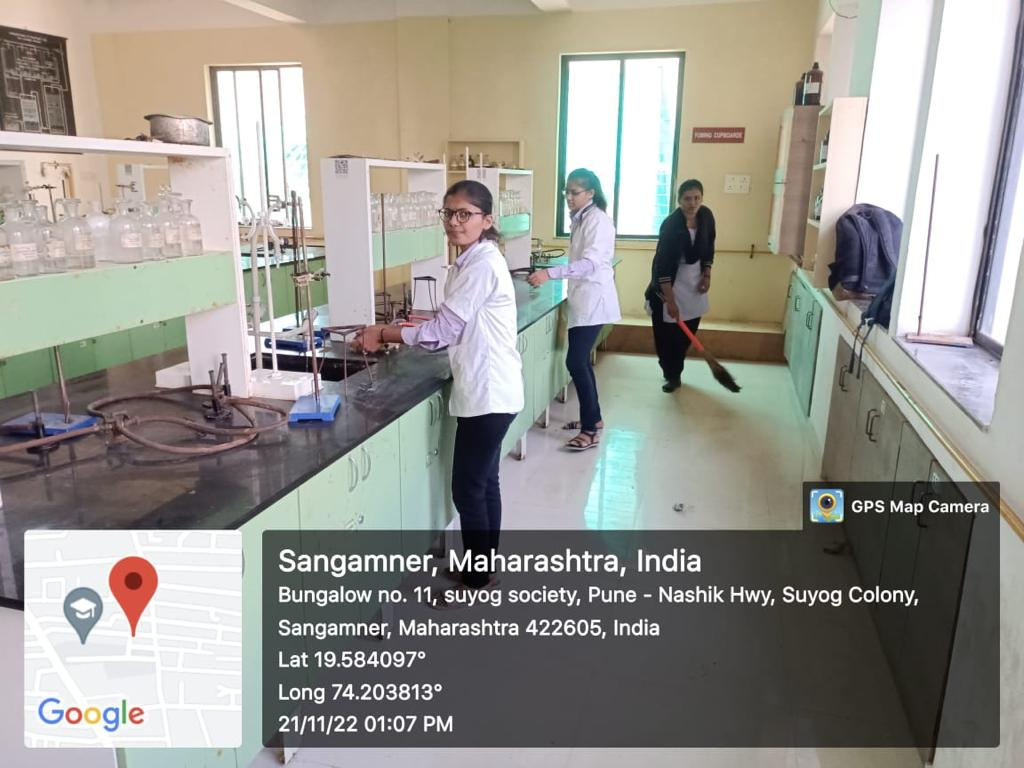 FUMING CUPBOARDE
GPS Map Camera
Sangamner, Maharashtra, India
Bungalow no. 11, suyog society, Pune - Nashik Hwy, Suyog Colony,
Sangamner, Maharashtra 422605, India
Lat 19.584097°
Long 74.203813°
21/11/22 01:07 PM
Google